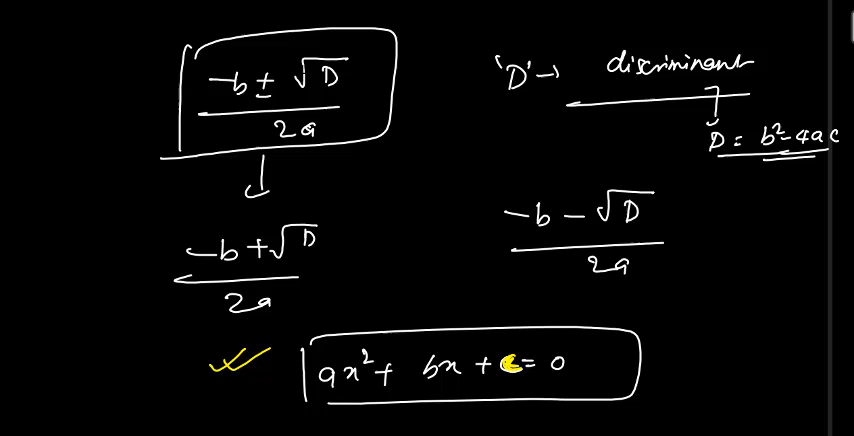 -b ± √D / 2a
'D' → discriminant
D = b² - 4ac
-b + √D / 2a
-b - √D / 2a
ax² + bx + c = 0